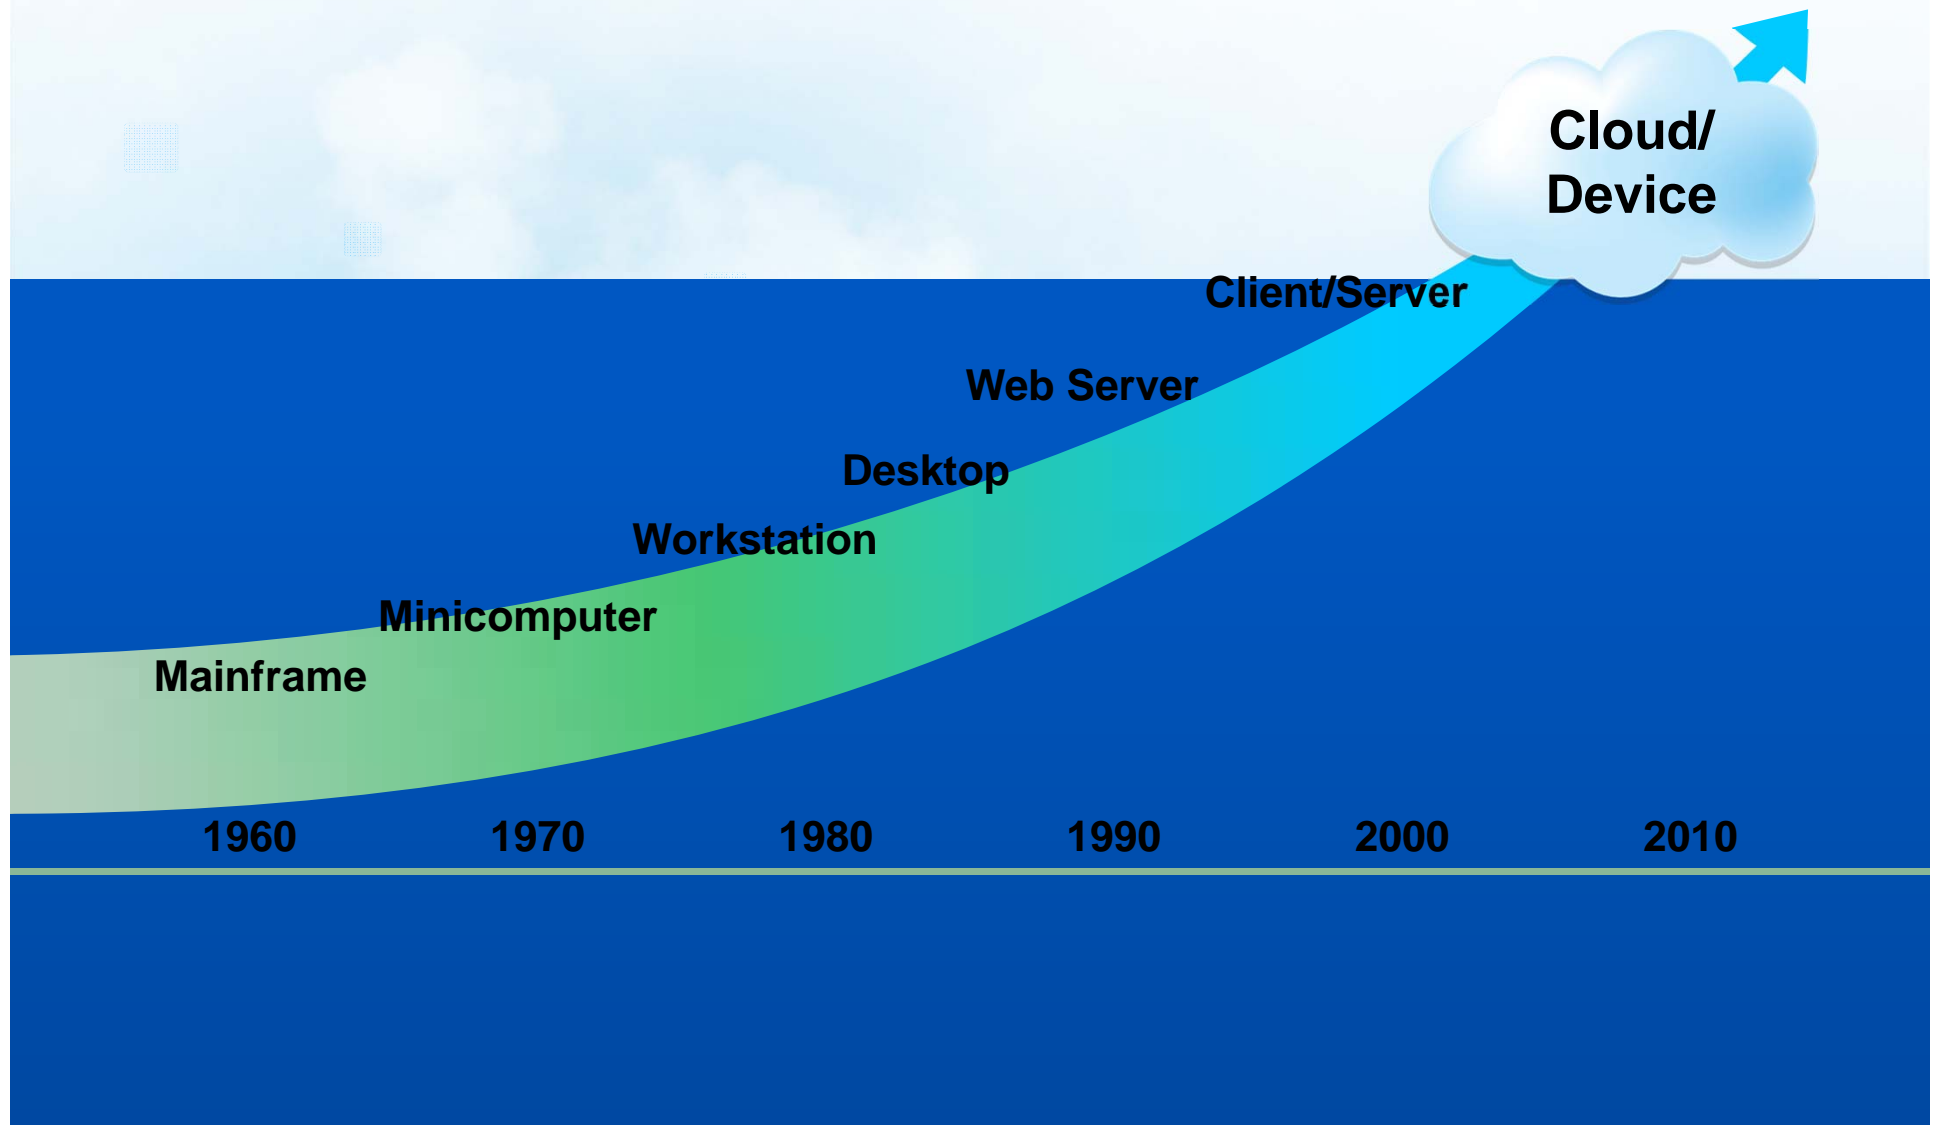 Cloud/
Device
Client/Server
Web Server
Desktop
Workstation
Minicomputer
Mainframe
1960 1970 1980 1990 2000 2010